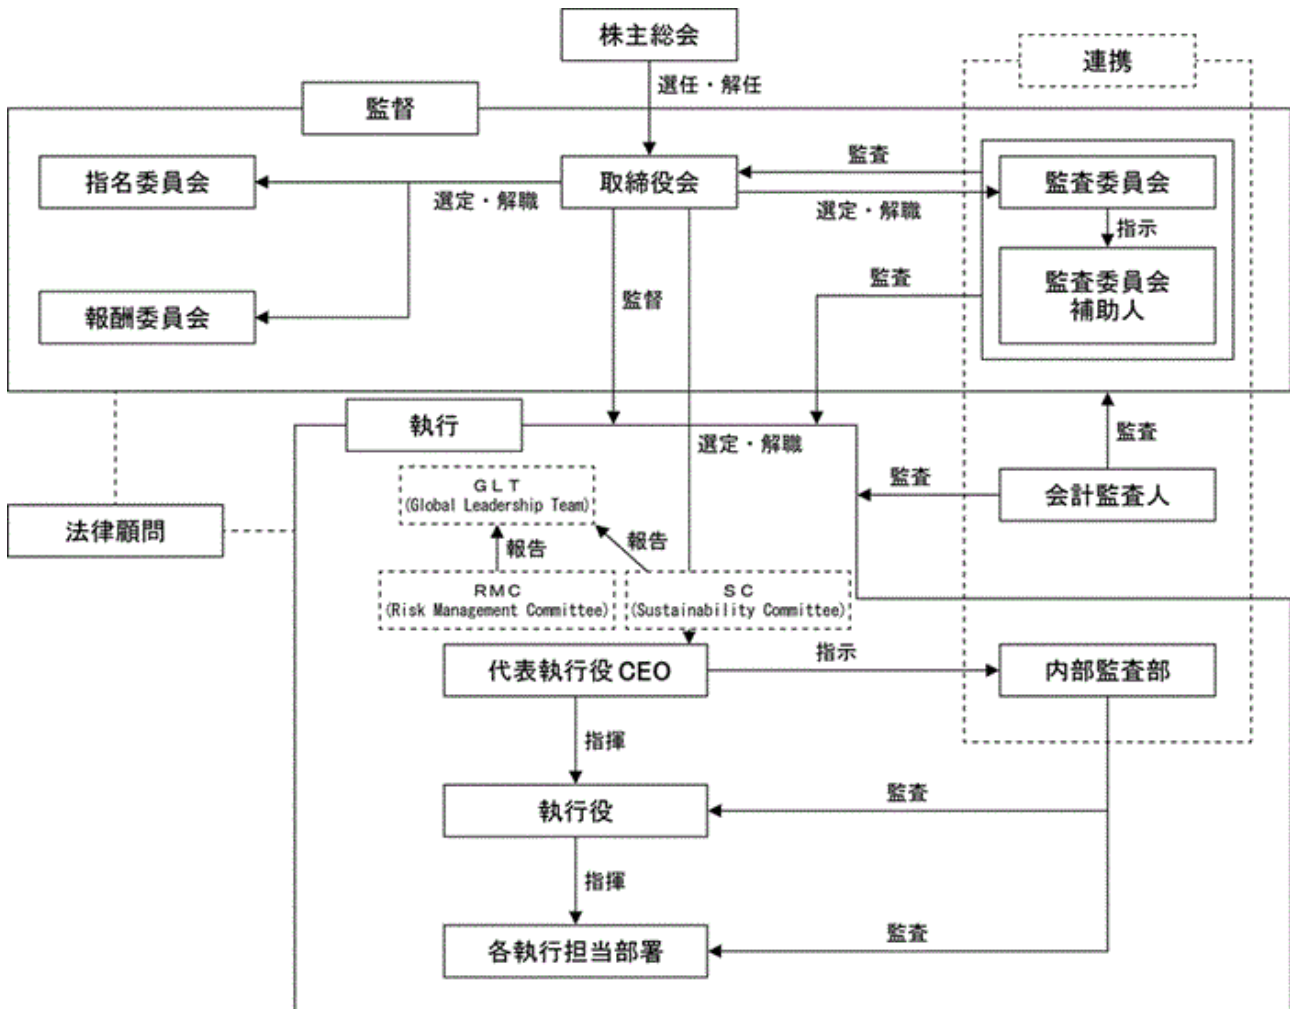 株主総会
連携
選任・解任
監督
監査
指名委員会
取締役会
監査委員会
選定・解職
選定・解職
指示
監査
監査委員会
補助人
報酬委員会
監督
執行
選定・解職
監査
GLT
(Global Leadership Team)
監査
会計監査人
法律顧問
報告
報告
RMC
(Risk Management Committee)
SC
(Sustainability Committee)
代表執行役CEO
指示
内部監査部
指揮
執行役
監査
指揮
各執行担当部署
監査